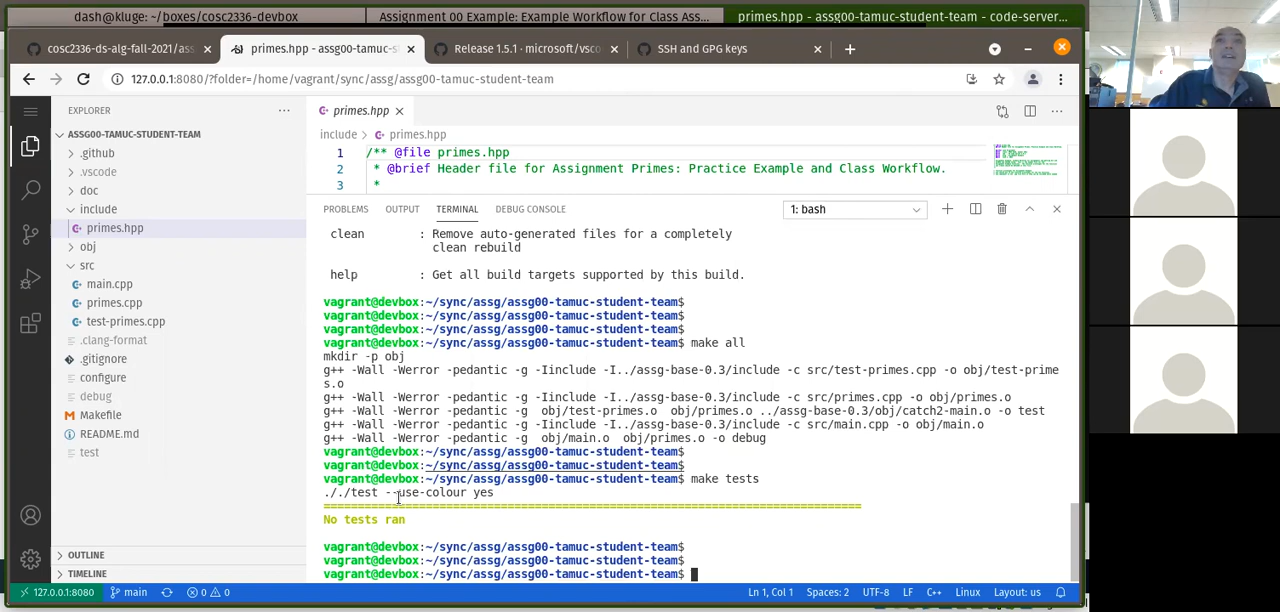 dash@kluge: ~/boxes/cosc2336-devbox
Assignment 00 Example: Example Workflow for Class Ass...
primes.hpp - assg00-tamuc-student-team - code-server...
cosc2336-ds-alg-fall-2021/ass
primes.hpp - assg00-tamuc-st
Release 1.5.1 · microsoft/vsco
SSH and GPG keys
127.0.0.1:8080/?folder=/home/vagrant/sync/assg/assg00-tamuc-student-team
EXPLORER
ASSG00-TAMUC-STUDENT-TEAM
.github
.vscode
doc
include
primes.hpp
obj
src
main.cpp
primes.cpp
test-primes.cpp
.clang-format
.gitignore
configure
debug
Makefile
README.md
test
OUTLINE
TIMELINE
primes.hpp
include > primes.hpp
1 /** @file primes.hpp
2 * @brief Header file for Assignment Primes: Practice Example and Class Workflow.
3 *
PROBLEMS OUTPUT TERMINAL DEBUG CONSOLE
1: bash
clean : Remove auto-generated files for a completely
clean rebuild
help : Get all build targets supported by this build.
vagrant@devbox:~/sync/assg/assg00-tamuc-student-team$
vagrant@devbox:~/sync/assg/assg00-tamuc-student-team$
vagrant@devbox:~/sync/assg/assg00-tamuc-student-team$
vagrant@devbox:~/sync/assg/assg00-tamuc-student-team$ make all
mkdir -p obj
g++ -Wall -Werror -pedantic -g -Iinclude -I../assg-base-0.3/include -c src/test-primes.cpp -o obj/test-prime
s.o
g++ -Wall -Werror -pedantic -g -Iinclude -I../assg-base-0.3/include -c src/primes.cpp -o obj/primes.o
g++ -Wall -Werror -pedantic -g obj/test-primes.o obj/primes.o ../assg-base-0.3/obj/catch2-main.o -o test
g++ -Wall -Werror -pedantic -g -Iinclude -I../assg-base-0.3/include -c src/main.cpp -o obj/main.o
g++ -Wall -Werror -pedantic -g obj/main.o obj/primes.o -o debug
vagrant@devbox:~/sync/assg/assg00-tamuc-student-team$
vagrant@devbox:~/sync/assg/assg00-tamuc-student-team$
vagrant@devbox:~/sync/assg/assg00-tamuc-student-team$ make tests
././test --use-colour yes
===============================================================================
No tests ran
vagrant@devbox:~/sync/assg/assg00-tamuc-student-team$
vagrant@devbox:~/sync/assg/assg00-tamuc-student-team$
vagrant@devbox:~/sync/assg/assg00-tamuc-student-team$
127.0.0.1:8080 main 0 0 Ln 1, Col 1 Spaces: 2 UTF-8 LF C++ Linux Layout: us